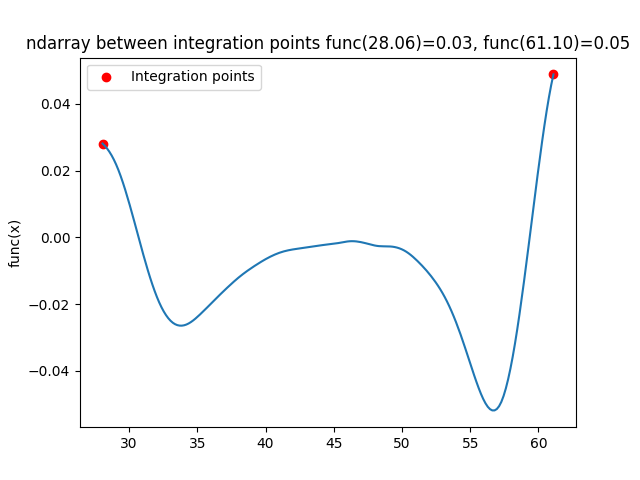 ndarray between integration points func(28.06)=0.03, func(61.10)=0.05
Integration points
func(x)
0.04
0.02
0.00
−0.02
−0.04
30 35 40 45 50 55 60